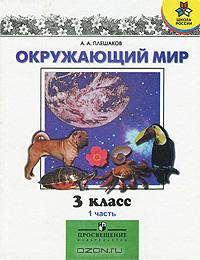 ШКОЛА
РОССИИ
А. А. ПЛЕШАКОВ
ОКРУЖАЮЩИЙ МИР
3 класс
1 часть
ПРОСВЕЩЕНИЕ
ИЗДАТЕЛЬСТВО
OZON.ru